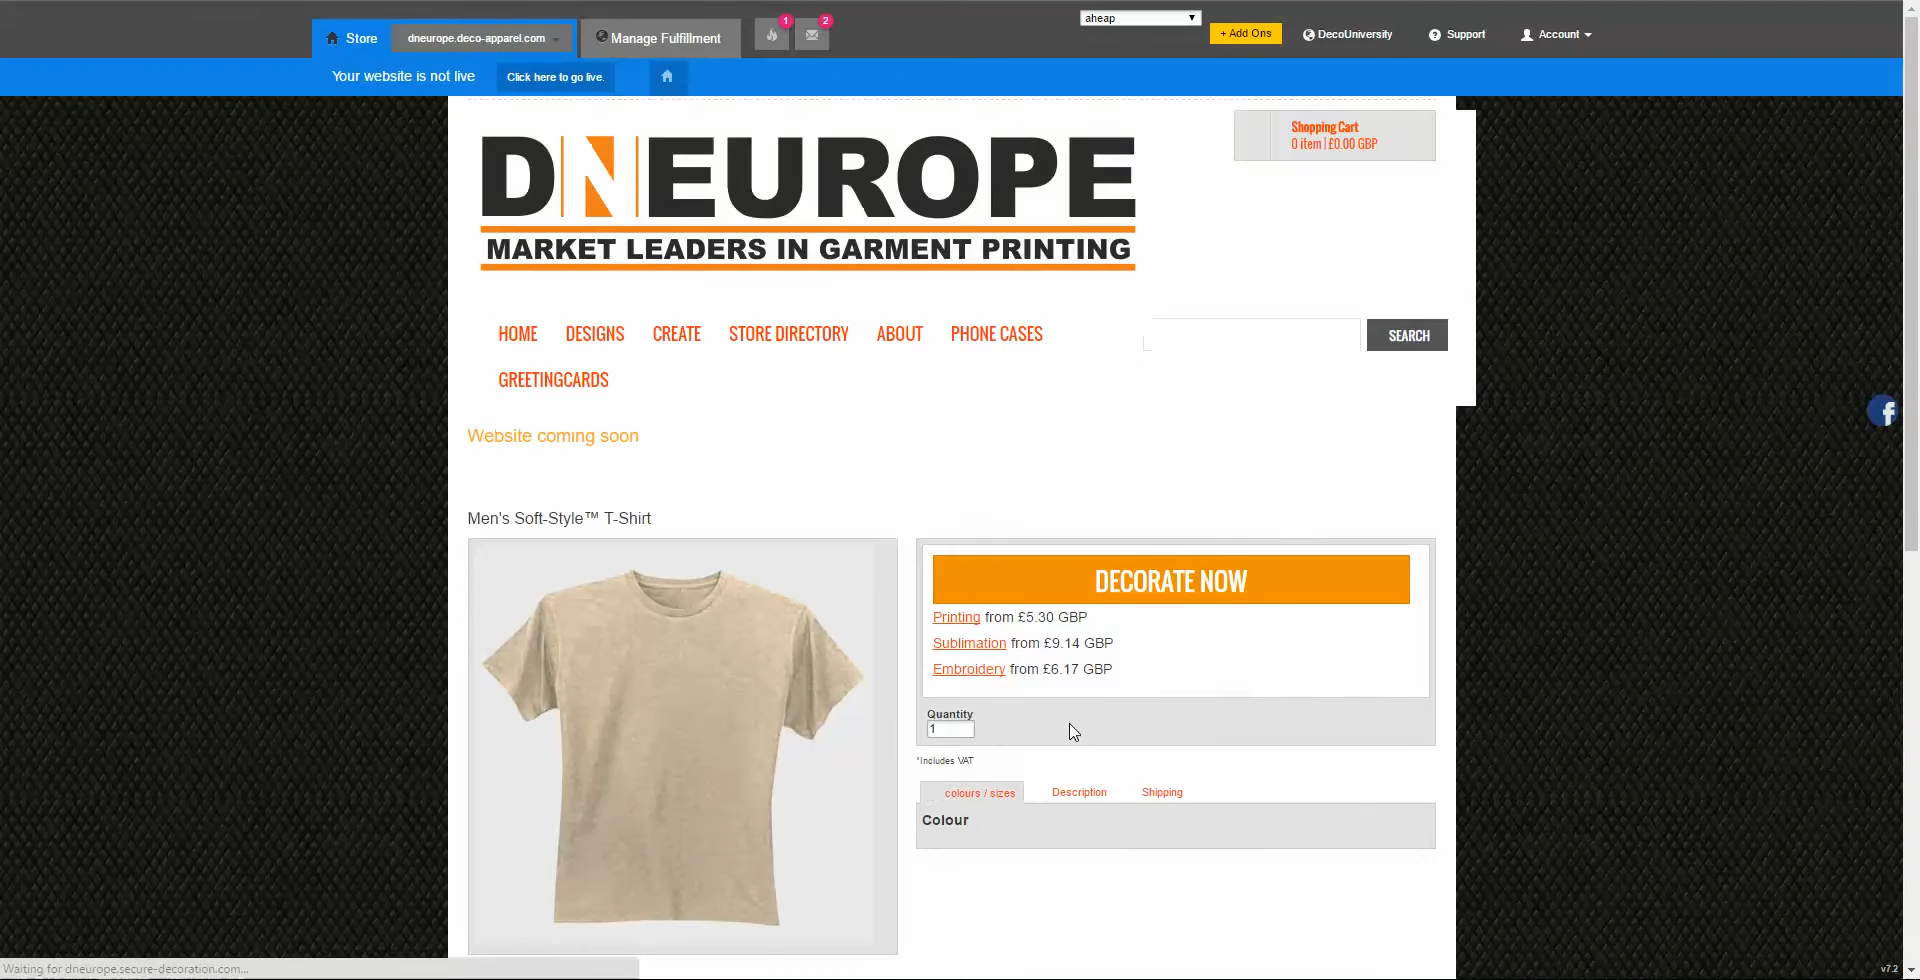 Store
dneurope.deco-apparel.com
Manage Fulfillment
1
2
aheap
+ Add Ons
DecoUniversity
Support
Account
Your website is not live
Click here to go live.
DNEUROPE
MARKET LEADERS IN GARMENT PRINTING
Shopping Cart
0 item | £0.00 GBP
HOME DESIGNS CREATE STORE DIRECTORY ABOUT PHONE CASES
SEARCH
GREETINGCARDS
Website coming soon
Men's Soft-Style™ T-Shirt
DECORATE NOW
Printing from £5.30 GBP
Sublimation from £9.14 GBP
Embroidery from £6.17 GBP
Quantity
1
*Includes VAT
colours / sizes Description Shipping
Colour
Waiting for dneurope.secure-decoration.com...
v7.2